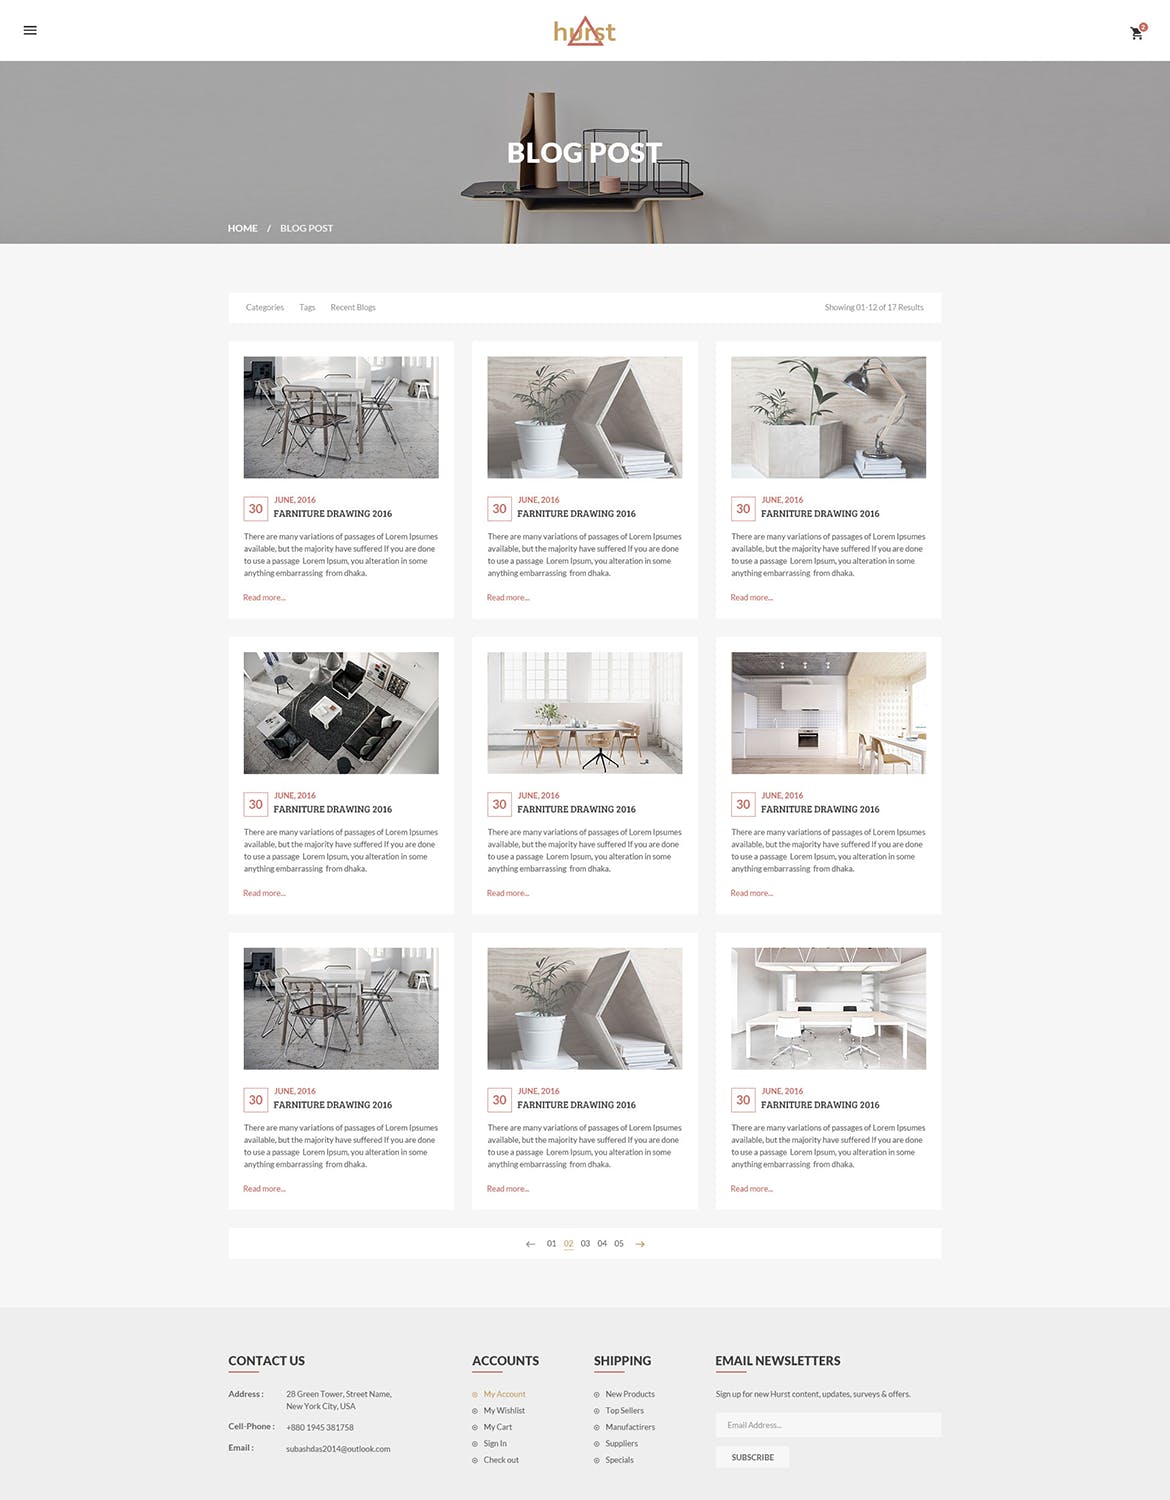 hurst
2
BLOG POST
HOME / BLOG POST
Categories Tags Recent Blogs Showing 01-12 of 17 Results
30
JUNE, 2016
FARNITURE DRAWING 2016
There are many variations of passages of Lorem Ipsumes
available, but the majority have suffered If you are done
to use a passage Lorem Ipsum, you alteration in some
anything embarrassing from dhaka.
Read more...
30
JUNE, 2016
FARNITURE DRAWING 2016
There are many variations of passages of Lorem Ipsumes
available, but the majority have suffered If you are done
to use a passage Lorem Ipsum, you alteration in some
anything embarrassing from dhaka.
Read more...
30
JUNE, 2016
FARNITURE DRAWING 2016
There are many variations of passages of Lorem Ipsumes
available, but the majority have suffered If you are done
to use a passage Lorem Ipsum, you alteration in some
anything embarrassing from dhaka.
Read more...
30
JUNE, 2016
FARNITURE DRAWING 2016
There are many variations of passages of Lorem Ipsumes
available, but the majority have suffered If you are done
to use a passage Lorem Ipsum, you alteration in some
anything embarrassing from dhaka.
Read more...
30
JUNE, 2016
FARNITURE DRAWING 2016
There are many variations of passages of Lorem Ipsumes
available, but the majority have suffered If you are done
to use a passage Lorem Ipsum, you alteration in some
anything embarrassing from dhaka.
Read more...
30
JUNE, 2016
FARNITURE DRAWING 2016
There are many variations of passages of Lorem Ipsumes
available, but the majority have suffered If you are done
to use a passage Lorem Ipsum, you alteration in some
anything embarrassing from dhaka.
Read more...
30
JUNE, 2016
FARNITURE DRAWING 2016
There are many variations of passages of Lorem Ipsumes
available, but the majority have suffered If you are done
to use a passage Lorem Ipsum, you alteration in some
anything embarrassing from dhaka.
Read more...
30
JUNE, 2016
FARNITURE DRAWING 2016
There are many variations of passages of Lorem Ipsumes
available, but the majority have suffered If you are done
to use a passage Lorem Ipsum, you alteration in some
anything embarrassing from dhaka.
Read more...
30
JUNE, 2016
FARNITURE DRAWING 2016
There are many variations of passages of Lorem Ipsumes
available, but the majority have suffered If you are done
to use a passage Lorem Ipsum, you alteration in some
anything embarrassing from dhaka.
Read more...
← 01 02 03 04 05 →
CONTACT US
Address : 28 Green Tower, Street Name,
New York City, USA
Cell-Phone : +880 1945 381758
Email : subashdas2014@outlook.com
ACCOUNTS
My Account
My Wishlist
My Cart
Sign In
Check out
SHIPPING
New Products
Top Sellers
Manufactirers
Suppliers
Specials
EMAIL NEWSLETTERS
Sign up for new Hurst content, updates, surveys & offers.
Email Address...
SUBSCRIBE